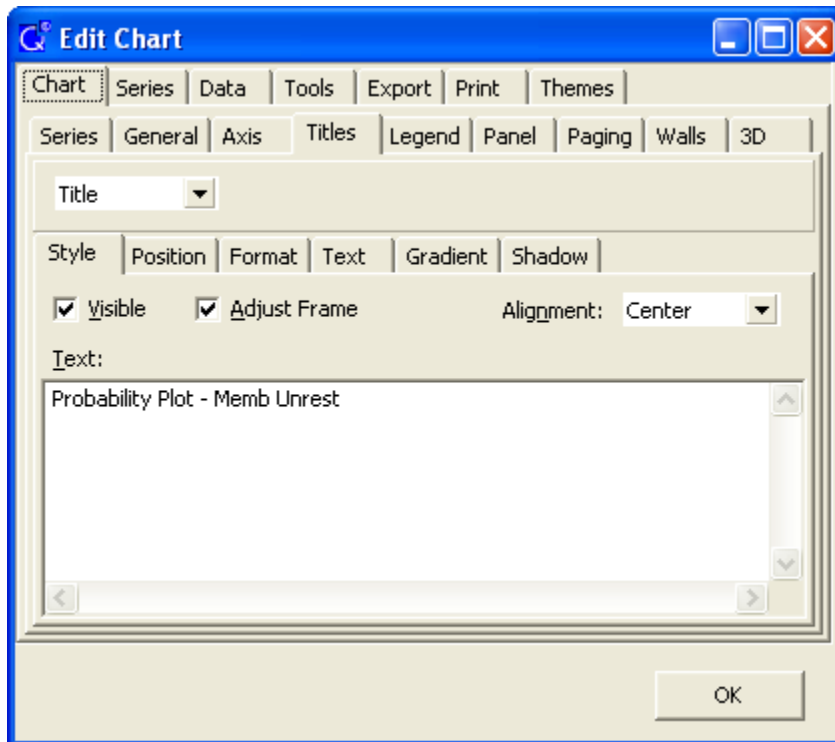 Edit Chart
Chart Series Data Tools Export Print Themes
Series General Axis Titles Legend Panel Paging Walls 3D
Title
Style Position Format Text Gradient Shadow
Visible Adjust Frame Alignment: Center
Text:
Probability Plot - Memb Unrest
OK